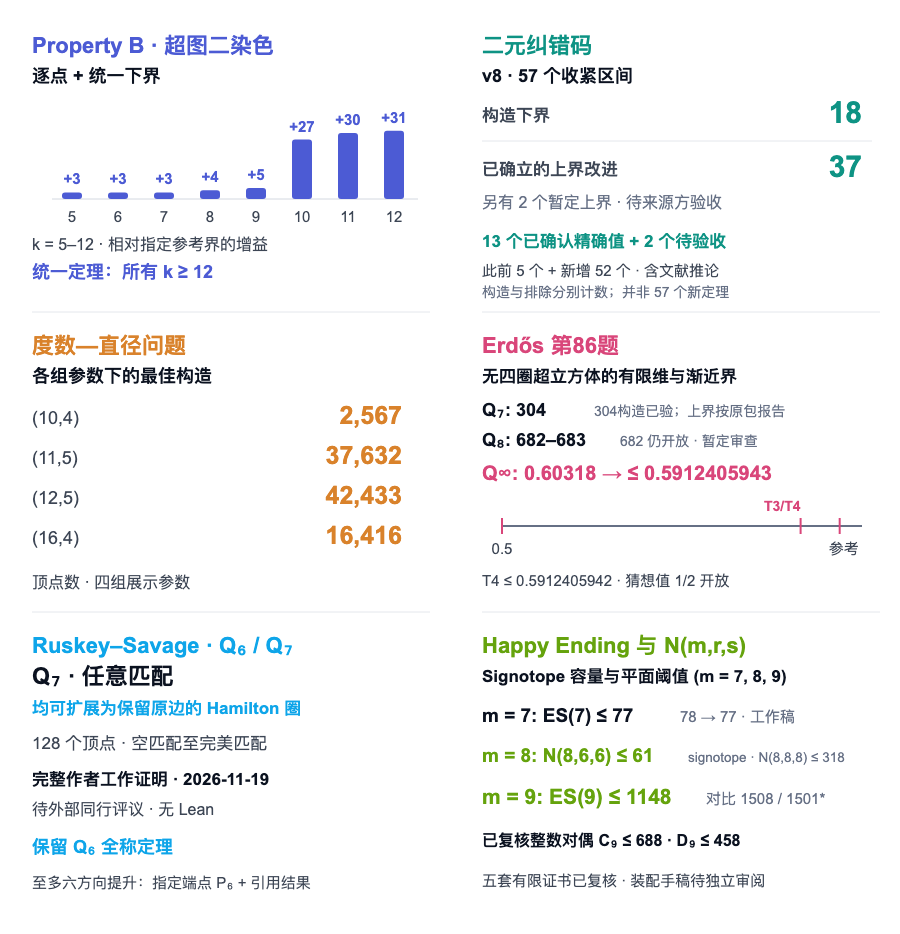 Property B · 超图二染色
逐点 + 统一下界
+3 +3 +3 +4 +5 +27 +30 +31
5 6 7 8 9 10 11 12
k = 5–12 · 相对指定参考界的增益
统一定理：所有 k ≥ 12
二元纠错码
v8 · 57 个收紧区间
构造下界 18
已确立的上界改进 37
另有 2 个暂定上界 · 待来源方验收
13 个已确认精确值 + 2 个待验收
此前 5 个 + 新增 52 个 · 含文献推论
构造与排除分别计数；并非 57 个新定理
度数—直径问题
各组参数下的最佳构造
(10,4) 2,567
(11,5) 37,632
(12,5) 42,433
(16,4) 16,416
顶点数 · 四组展示参数
Erdős 第86题
无四圈超立方体的有限维与渐近界
Q₇: 304 304构造已验；上界按原包报告
Q₈: 682–683 682 仍开放 · 暂定审查
Q∞: 0.60318 → ≤ 0.5912405943
T3/T4
0.5 参考
T4 ≤ 0.5912405942 · 猜想值 1/2 开放
Ruskey–Savage · Q₆ / Q₇
Q₇ · 任意匹配
均可扩展为保留原边的 Hamilton 圈
128 个顶点 · 空匹配至完美匹配
完整作者工作证明 · 2026-11-19
待外部同行评议 · 无 Lean
保留 Q₆ 全称定理
至多六方向提升：指定端点 P₆ + 引用结果
Happy Ending 与 N(m,r,s)
Signotope 容量与平面阈值 (m = 7, 8, 9)
m = 7: ES(7) ≤ 77 78 → 77 · 工作稿
m = 8: N(8,6,6) ≤ 61 signotope · N(8,8,8) ≤ 318
m = 9: ES(9) ≤ 1148 对比 1508 / 1501*
已复核整数对偶 C₉ ≤ 688 · D₉ ≤ 458
五套有限证书已复核 · 装配手稿待独立审阅